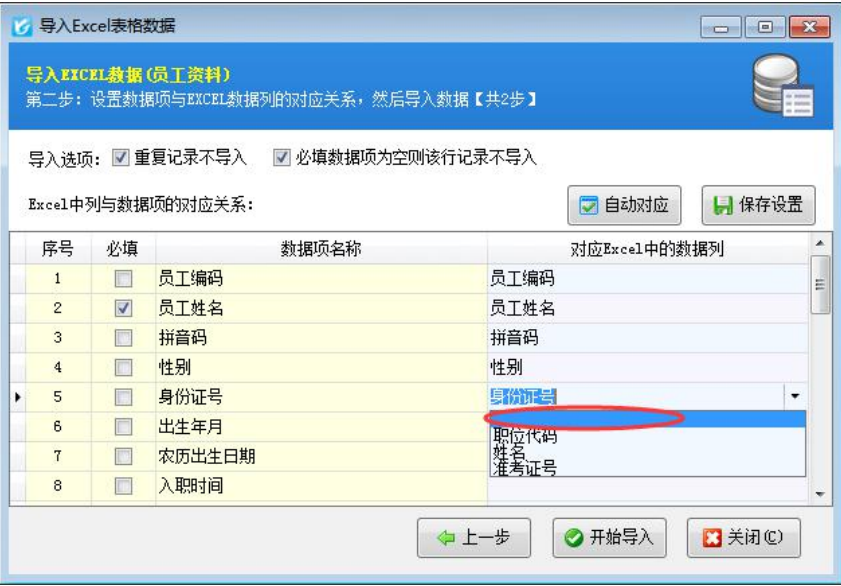 导入Excel表格数据
导入EXCEL数据(员工资料)
第二步：设置数据项与EXCEL数据列的对应关系，然后导入数据【共2步】
导入选项： 重复记录不导入 必填数据项为空则该行记录不导入
Excel中列与数据项的对应关系： 自动对应 保存设置
序号 必填 数据项名称 对应Excel中的数据列
1 员工编码 员工编码
2 员工姓名 员工姓名
3 拼音码 拼音码
4 性别 性别
5 身份证号 身份证号
6 出生年月
职位代码
7 农历出生日期 姓名
准考证号
8 入职时间
上一步 开始导入 关闭(C)